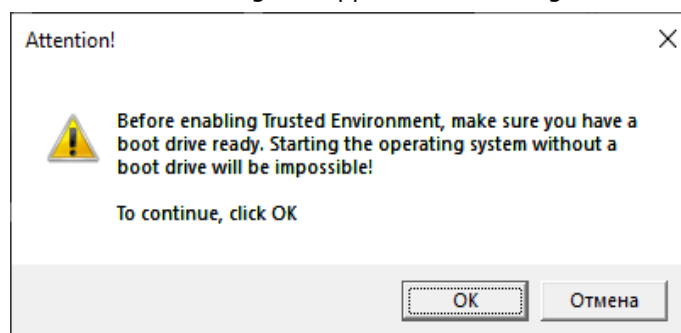 Attention!
Before enabling Trusted Environment, make sure you have a
boot drive ready. Starting the operating system without a
boot drive will be impossible!
To continue, click OK
OK
Отмена